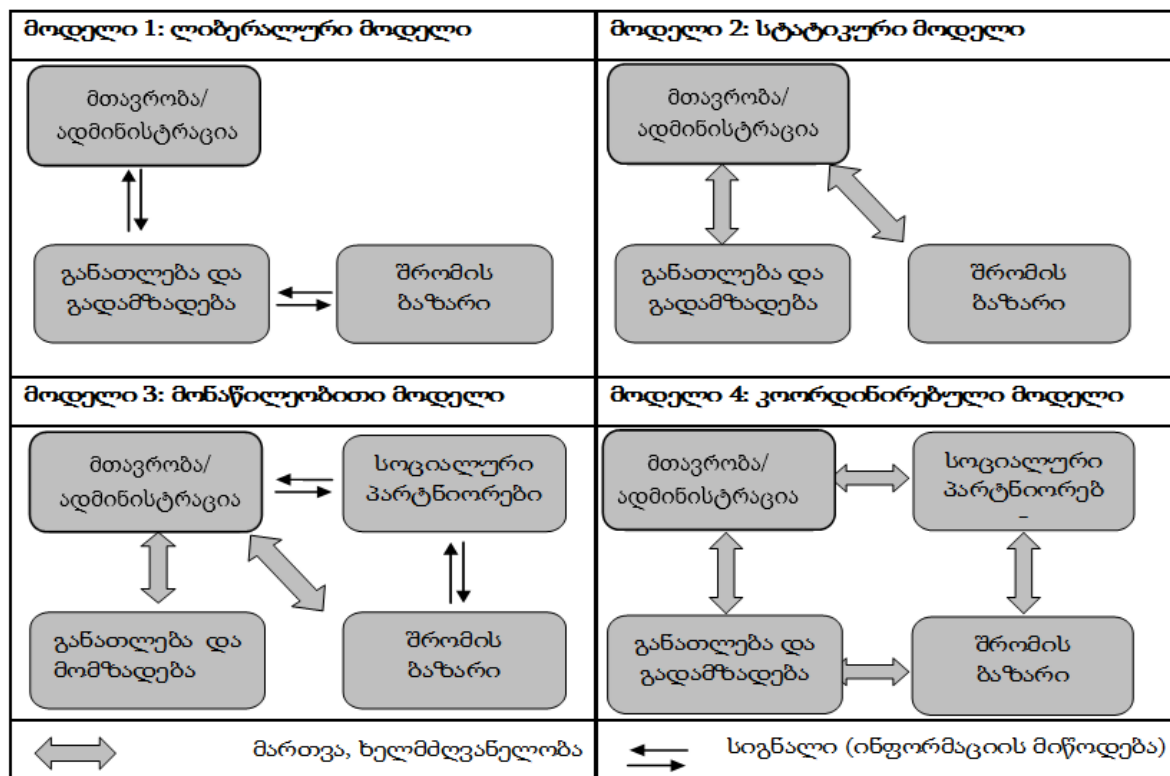 მოდელი 1: ლიბერალური მოდელი
მთავრობა/
ადმინისტრაცია
განათლება და
გადამზადება
შრომის
ბაზარი
მოდელი 2: სტატიკური მოდელი
მთავრობა/
ადმინისტრაცია
განათლება და
გადამზადება
შრომის
ბაზარი
მოდელი 3: მონაწილეობითი მოდელი
მთავრობა/
ადმინისტრაცია
სოციალური
პარტნიორები
განათლება და
მომზადება
შრომის
ბაზარი
მოდელი 4: კოორდინირებული მოდელი
მთავრობა/
ადმინისტრაცია
სოციალური
პარტნიორებ
განათლება და
გადამზადება
შრომის
ბაზარი
მართვა, ხელმძღვანელობა
სიგნალი (ინფორმაციის მიწოდება)